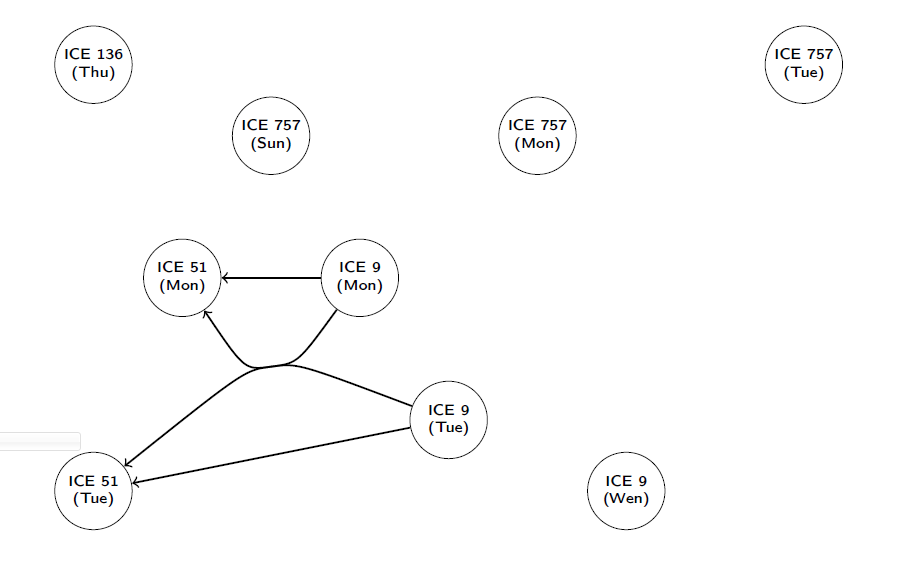 ICE 136
(Thu)
ICE 757
(Tue)
ICE 757
(Sun)
ICE 757
(Mon)
ICE 51
(Mon)
ICE 9
(Mon)
ICE 9
(Tue)
ICE 51
(Tue)
ICE 9
(Wen)